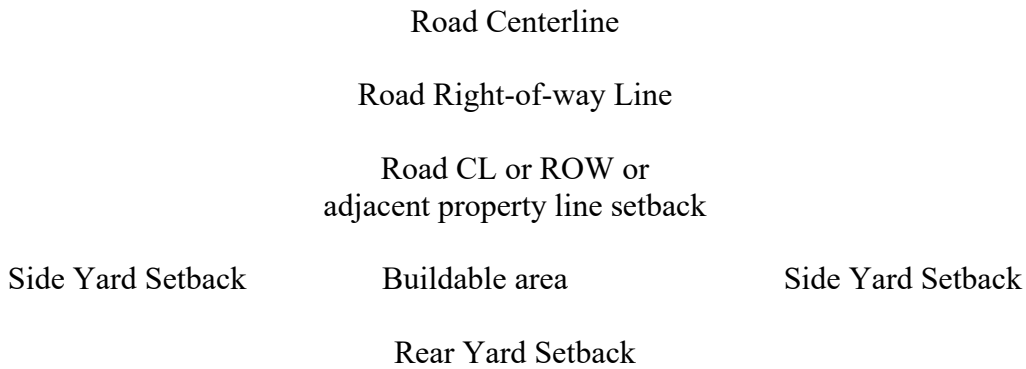 Road Centerline
Road Right-of-way Line
Road CL or ROW or
adjacent property line setback
Side Yard Setback Buildable area Side Yard Setback
Rear Yard Setback